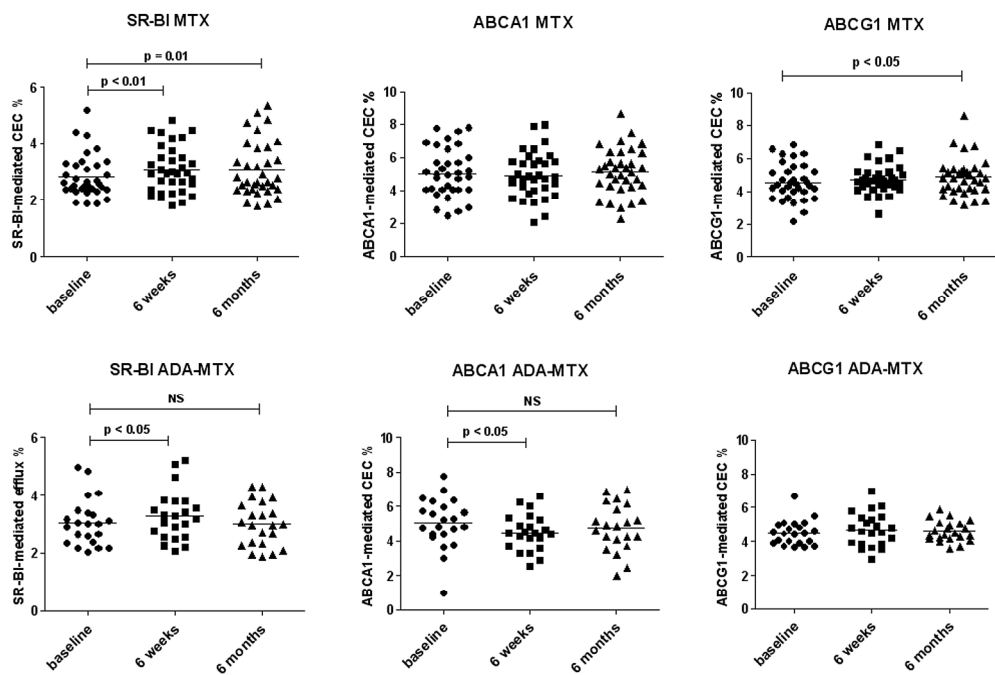 SR-BI MTX
p = 0.01
p < 0.01
SR-BI-mediated CEC %
6
4
2
0
baseline
6 weeks
6 months
ABCA1 MTX
ABCA1-mediated CEC %
10
8
6
4
2
0
baseline
6 weeks
6 months
ABCG1 MTX
p < 0.05
ABCG1-mediated CEC %
10
8
6
4
2
0
baseline
6 weeks
6 months
SR-BI ADA-MTX
NS
p < 0.05
SR-BI-mediated efflux %
6
4
2
0
baseline
6 weeks
6 months
ABCA1 ADA-MTX
NS
p < 0.05
ABCA1-mediated CEC %
10
8
6
4
2
0
baseline
6 weeks
6 months
ABCG1 ADA-MTX
ABCG1-mediated CEC %
10
8
6
4
2
0
baseline
6 weeks
6 months